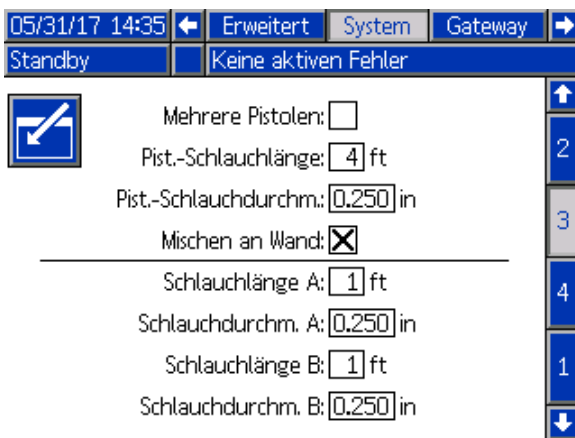 05/31/17 14:35 Erweitert System Gateway
Standby Keine aktiven Fehler
Mehrere Pistolen:
Pist.-Schlauchlänge: 4 ft
2
Pist.-Schlauchdurchm.: 0.250 in
3
Mischen an Wand:
Schlauchlänge A: 1 ft
4
Schlauchdurchm. A: 0.250 in
Schlauchlänge B: 1 ft
1
Schlauchdurchm. B: 0.250 in